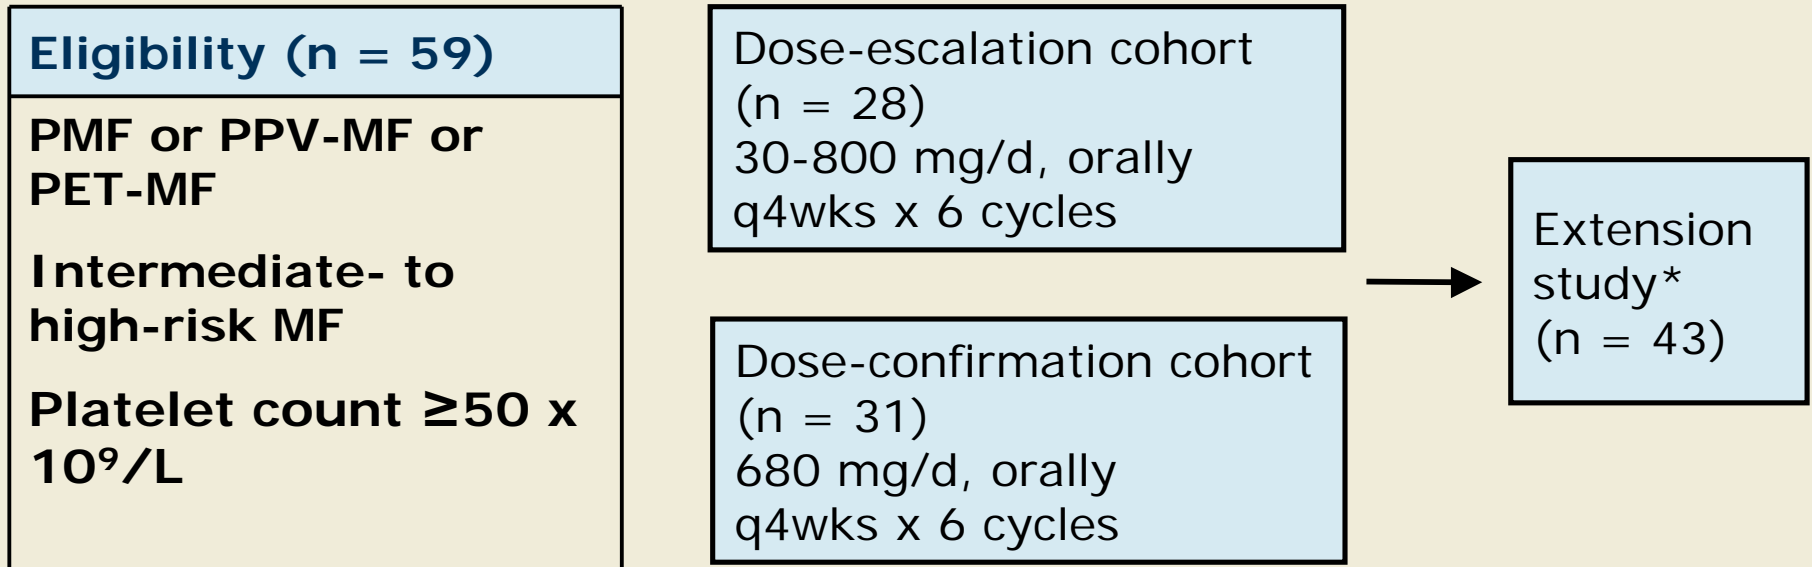 Eligibility (n = 59)
PMF or PPV-MF or
PET-MF
Intermediate- to
high-risk MF
Platelet count ≥50 x
10⁹/L
Dose-escalation cohort
(n = 28)
30-800 mg/d, orally
q4wks x 6 cycles
Dose-confirmation cohort
(n = 31)
680 mg/d, orally
q4wks x 6 cycles
Extension
study*
(n = 43)